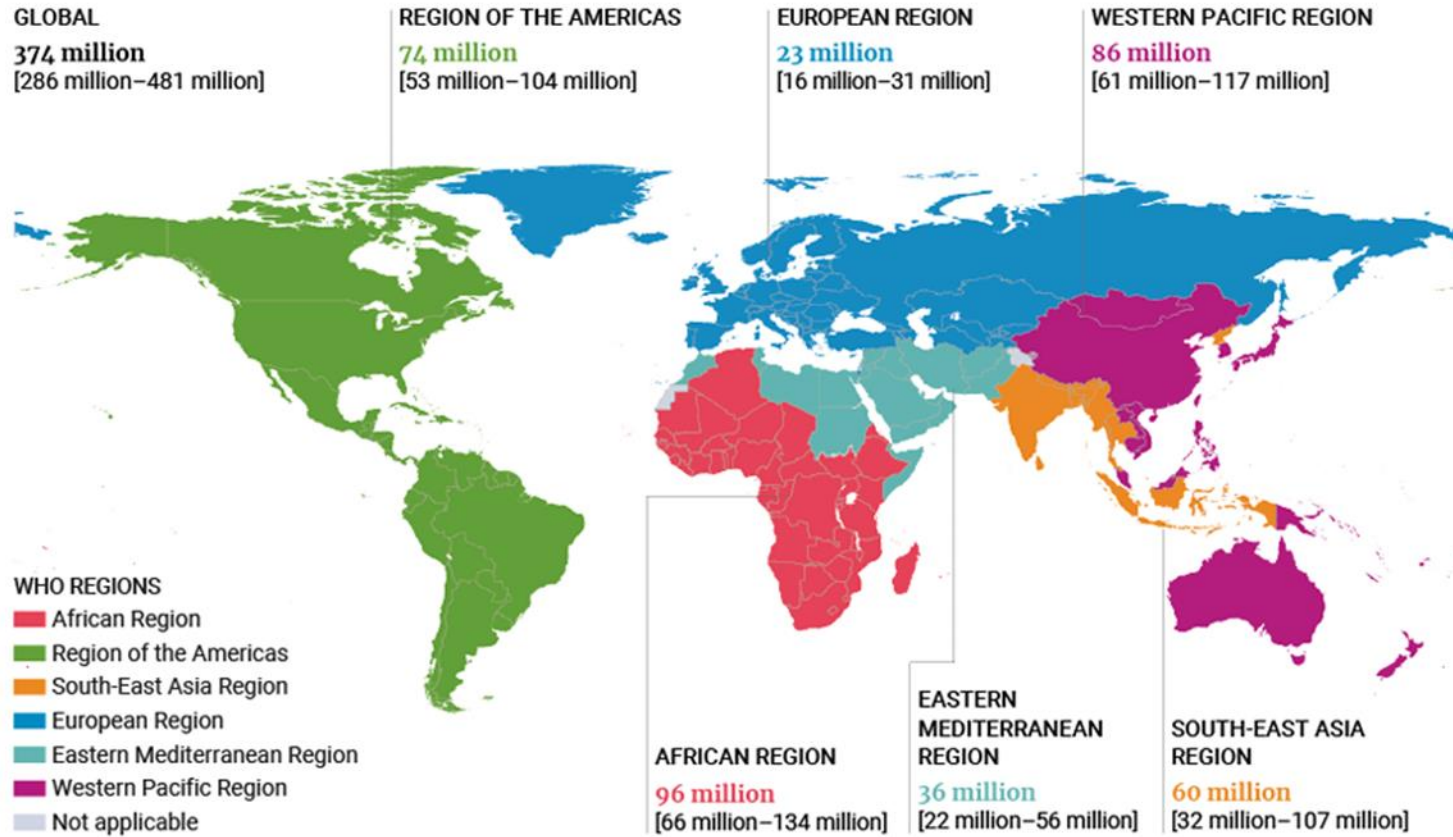 GLOBAL
374 million
[286 million–481 million]
REGION OF THE AMERICAS
74 million
[53 million–104 million]
EUROPEAN REGION
23 million
[16 million–31 million]
WESTERN PACIFIC REGION
86 million
[61 million–117 million]
WHO REGIONS
African Region
Region of the Americas
South-East Asia Region
European Region
Eastern Mediterranean Region
Western Pacific Region
Not applicable
AFRICAN REGION
96 million
[66 million–134 million]
EASTERN
MEDITERRANEAN
REGION
36 million
[22 million–56 million]
SOUTH-EAST ASIA
REGION
60 million
[32 million–107 million]